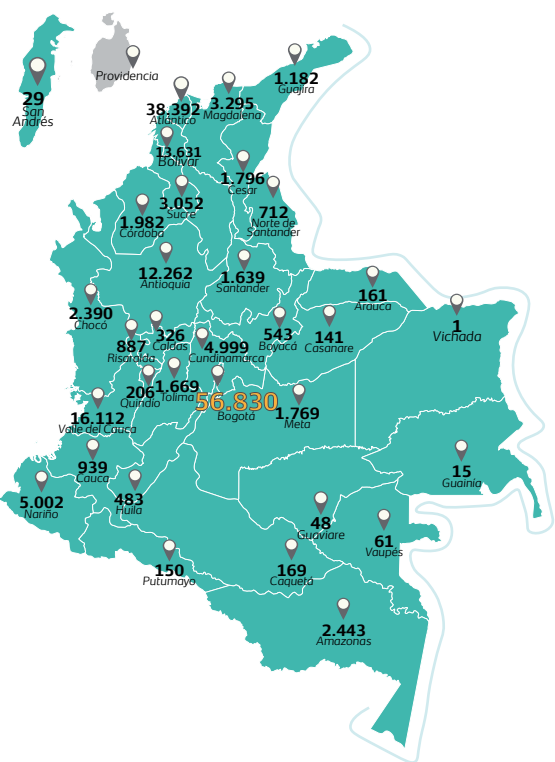 29
San
Andrés
Providencia
1.182
Guajira
38.392
Atlántico
3.295
Magdalena
13.631
Bolívar
1.796
Cesar
3.052
Sucre
712
Norte de
Santander
1.982
Córdoba
12.262
Antioquia
1.639
Santander
161
Arauca
1
Vichada
2.390
Chocó
326
Caldas
887
Risaralda
4.999
Cundinamarca
543
Boyacá
141
Casanare
206
Quindío
1.669
Tolima
56.830
Bogotá
1.769
Meta
16.112
Valle del Cauca
939
Cauca
15
Guainia
5.002
Nariño
483
Huila
48
Guaviare
61
Vaupés
150
Putumayo
169
Caquetá
2.443
Amazonas